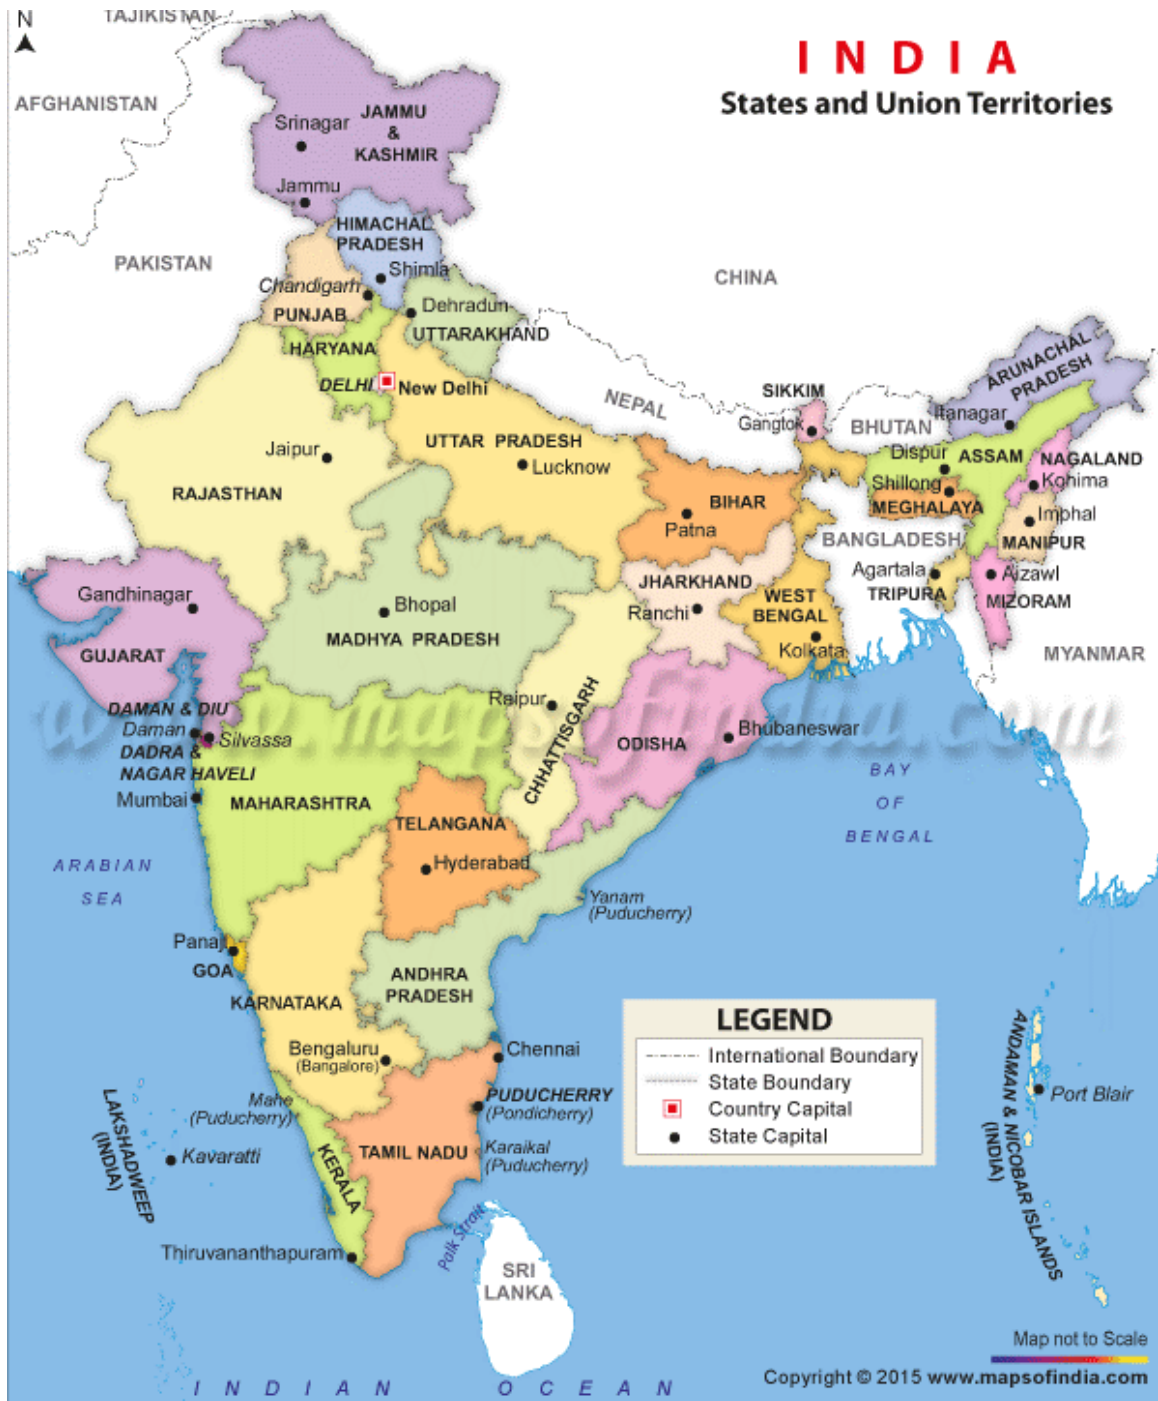 N
TAJIKISTAN
I N D I A
States and Union Territories
AFGHANISTAN
JAMMU
&
KASHMIR
Srinagar
Jammu
HIMACHAL
PRADESH
PAKISTAN
Shimla
CHINA
Chandigarh
PUNJAB
Dehradun
UTTARAKHAND
HARYANA
DELHI
New Delhi
ARUNACHAL
PRADESH
NEPAL
SIKKIM
Gangtok
BHUTAN
Itanagar
UTTAR PRADESH
Lucknow
Jaipur
RAJASTHAN
Dispur
ASSAM
NAGALAND
Kohima
Shillong
MEGHALAYA
BIHAR
Patna
Imphal
MANIPUR
BANGLADESH
Agartala
TRIPURA
Aizawl
MIZORAM
JHARKHAND
Ranchi
WEST
BENGAL
Kolkata
MYANMAR
Gandhinagar
GUJARAT
Bhopal
MADHYA PRADESH
Raipur
CHHATTISGARH
ODISHA
Bhubaneswar
www.mapsofindia.com
DAMAN & DIU
Daman
Silvassa
DADRA &
NAGAR HAVELI
Mumbai
MAHARASHTRA
TELANGANA
Hyderabad
BAY
OF
BENGAL
ARABIAN
SEA
Yanam
(Puducherry)
Panaji
GOA
KARNATAKA
ANDHRA
PRADESH
Bengaluru
(Bangalore)
Chennai
LEGEND
International Boundary
State Boundary
Country Capital
State Capital
Mahe
(Puducherry)
PUDUCHERRY
(Pondicherry)
LAKSHADWEEP
(INDIA)
Kavaratti
KERALA
TAMIL NADU
Karaikal
(Puducherry)
ANDAMAN & NICOBAR ISLANDS
(INDIA)
Port Blair
Thiruvananthapuram
Palk Strait
SRI
LANKA
Map not to Scale
Copyright © 2015 www.mapsofindia.com
I N D I A N O C E A N